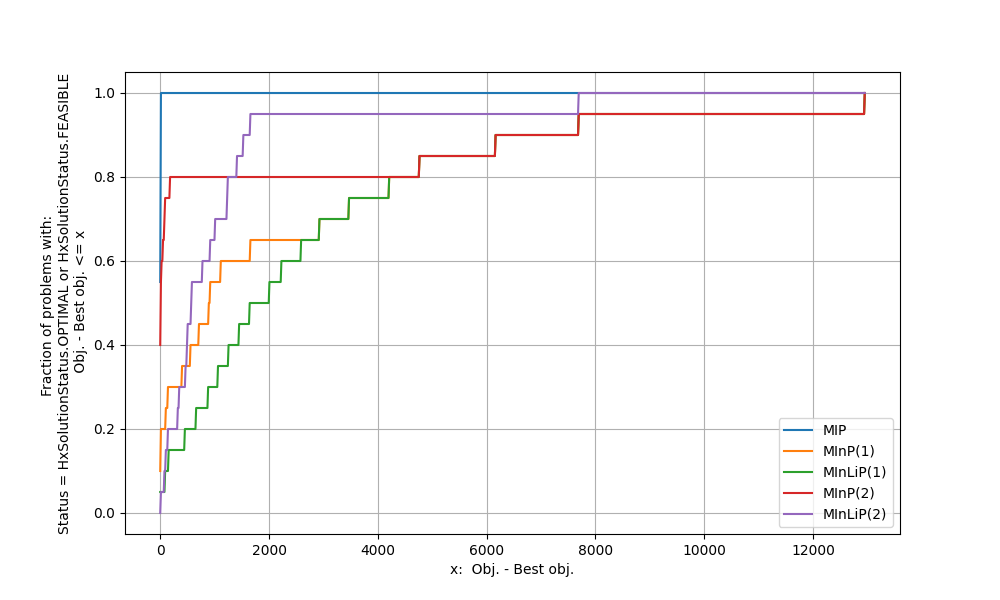 Fraction of problems with:
Status = HxSolutionStatus.OPTIMAL or HxSolutionStatus.FEASIBLE
Obj. - Best obj. <= x
1.0
0.8
0.6
0.4
0.2
0.0
MIP
MInP(1)
MInLiP(1)
MInP(2)
MInLiP(2)
0 2000 4000 6000 8000 10000 12000
x:  Obj. - Best obj.